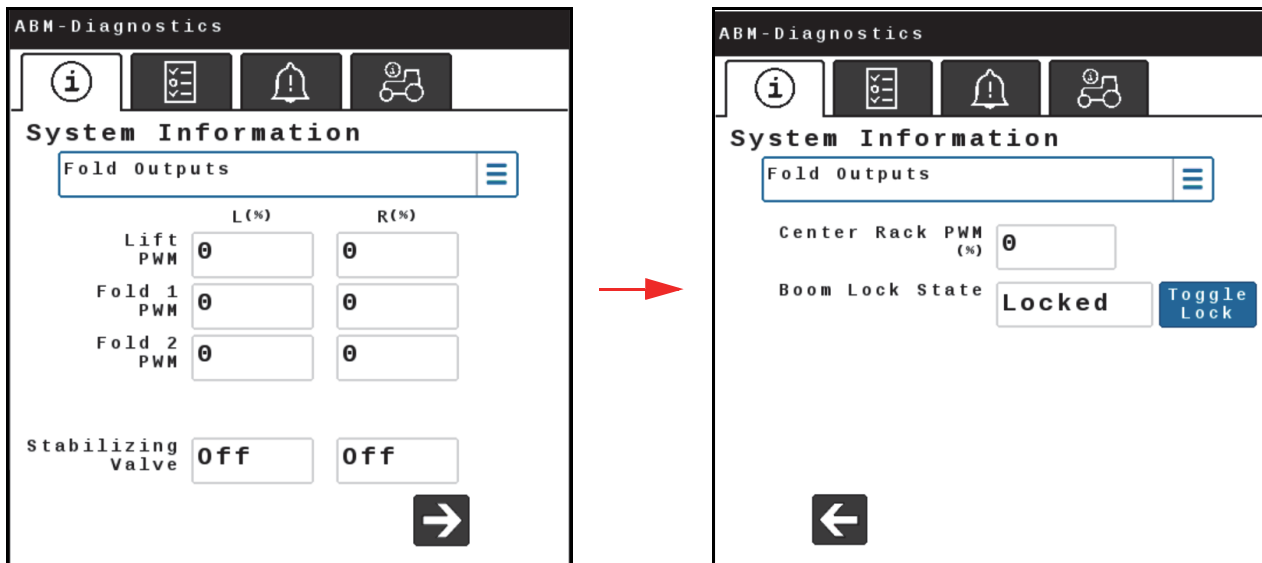 ABM-Diagnostics
System Information
Fold Outputs
L(%) R(%)
Lift PWM 0 0
Fold 1 PWM 0 0
Fold 2 PWM 0 0
Stabilizing Valve Off Off
ABM-Diagnostics
System Information
Fold Outputs
Center Rack PWM (%) 0
Boom Lock State Locked Toggle Lock